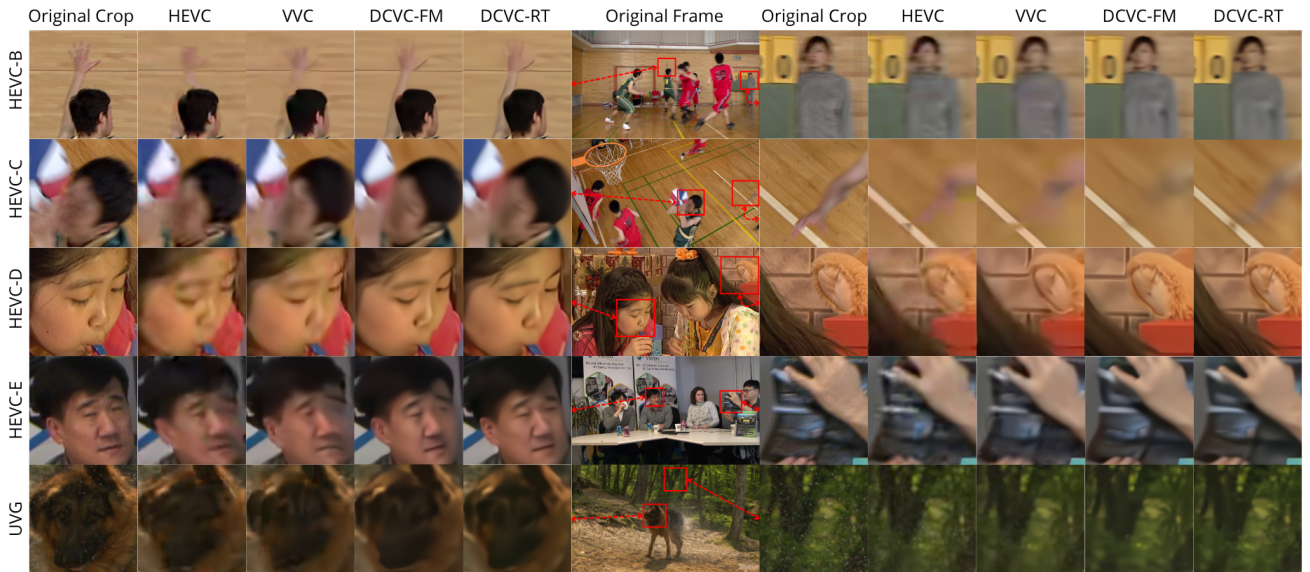 Original Crop HEVC VVC DCVC-FM DCVC-RT Original Frame Original Crop HEVC VVC DCVC-FM DCVC-RT
HEVC-B
HEVC-C
HEVC-D
HEVC-E
UVG